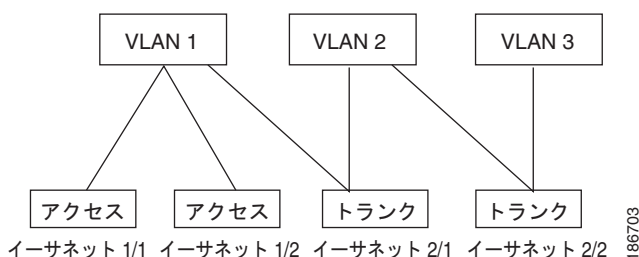 VLAN 1
VLAN 2
VLAN 3
アクセス
アクセス
トランク
トランク
イーサネット 1/1
イーサネット 1/2
イーサネット 2/1
イーサネット 2/2
186703